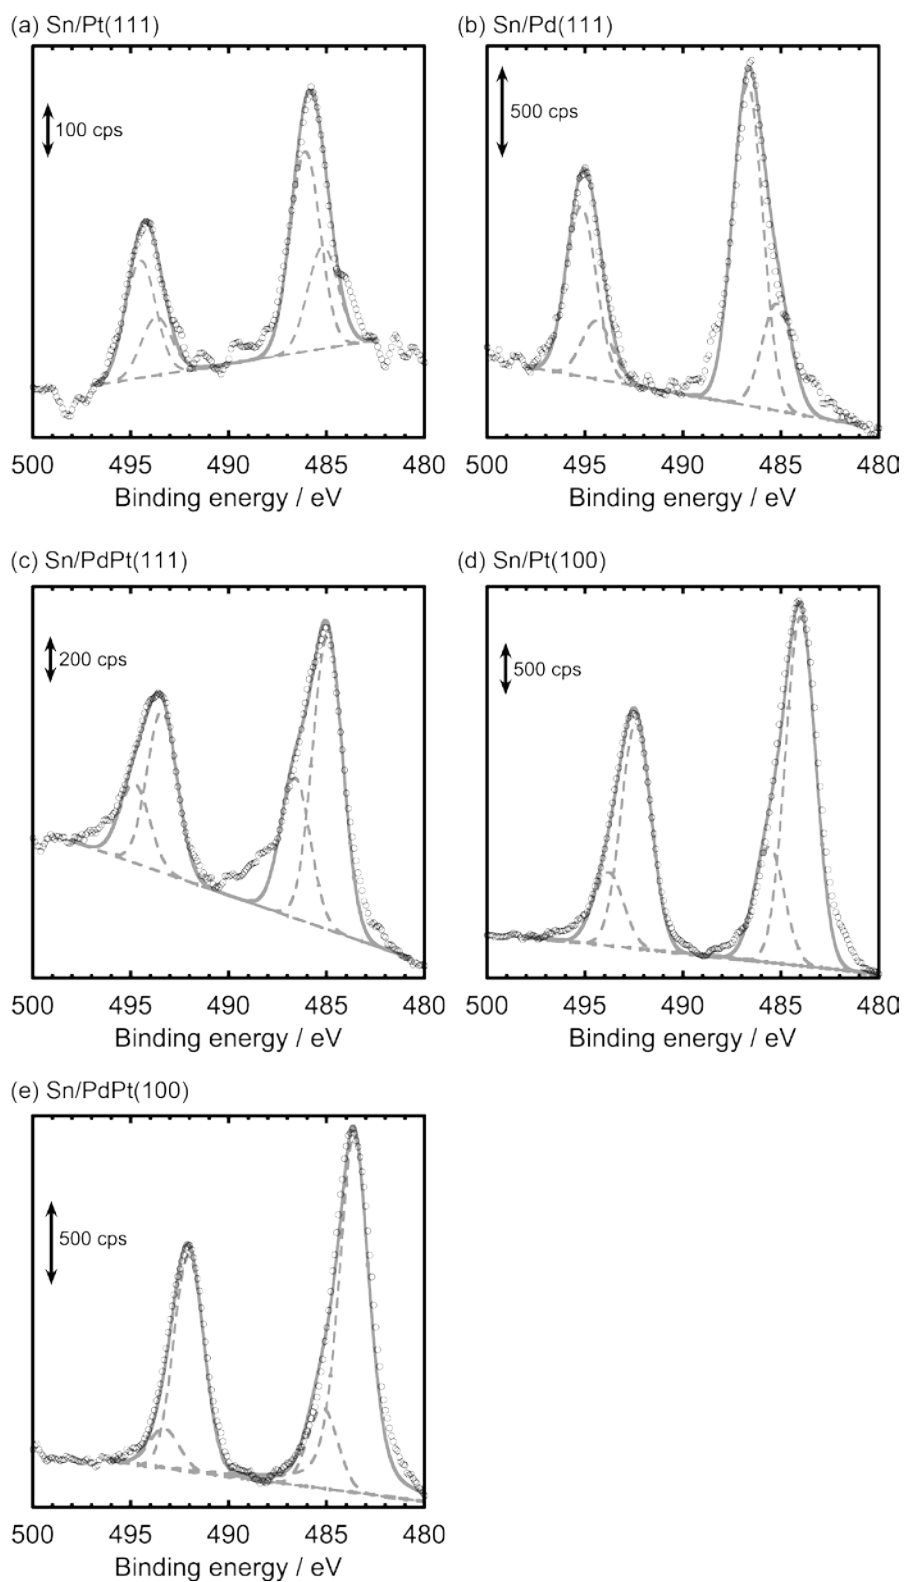 (a) Sn/Pt(111)
100 cps
500 495 490 485 480
Binding energy / eV
(b) Sn/Pd(111)
500 cps
500 495 490 485 480
Binding energy / eV
(c) Sn/PdPt(111)
200 cps
500 495 490 485 480
Binding energy / eV
(d) Sn/Pt(100)
500 cps
500 495 490 485 480
Binding energy / eV
(e) Sn/PdPt(100)
500 cps
500 495 490 485 480
Binding energy / eV